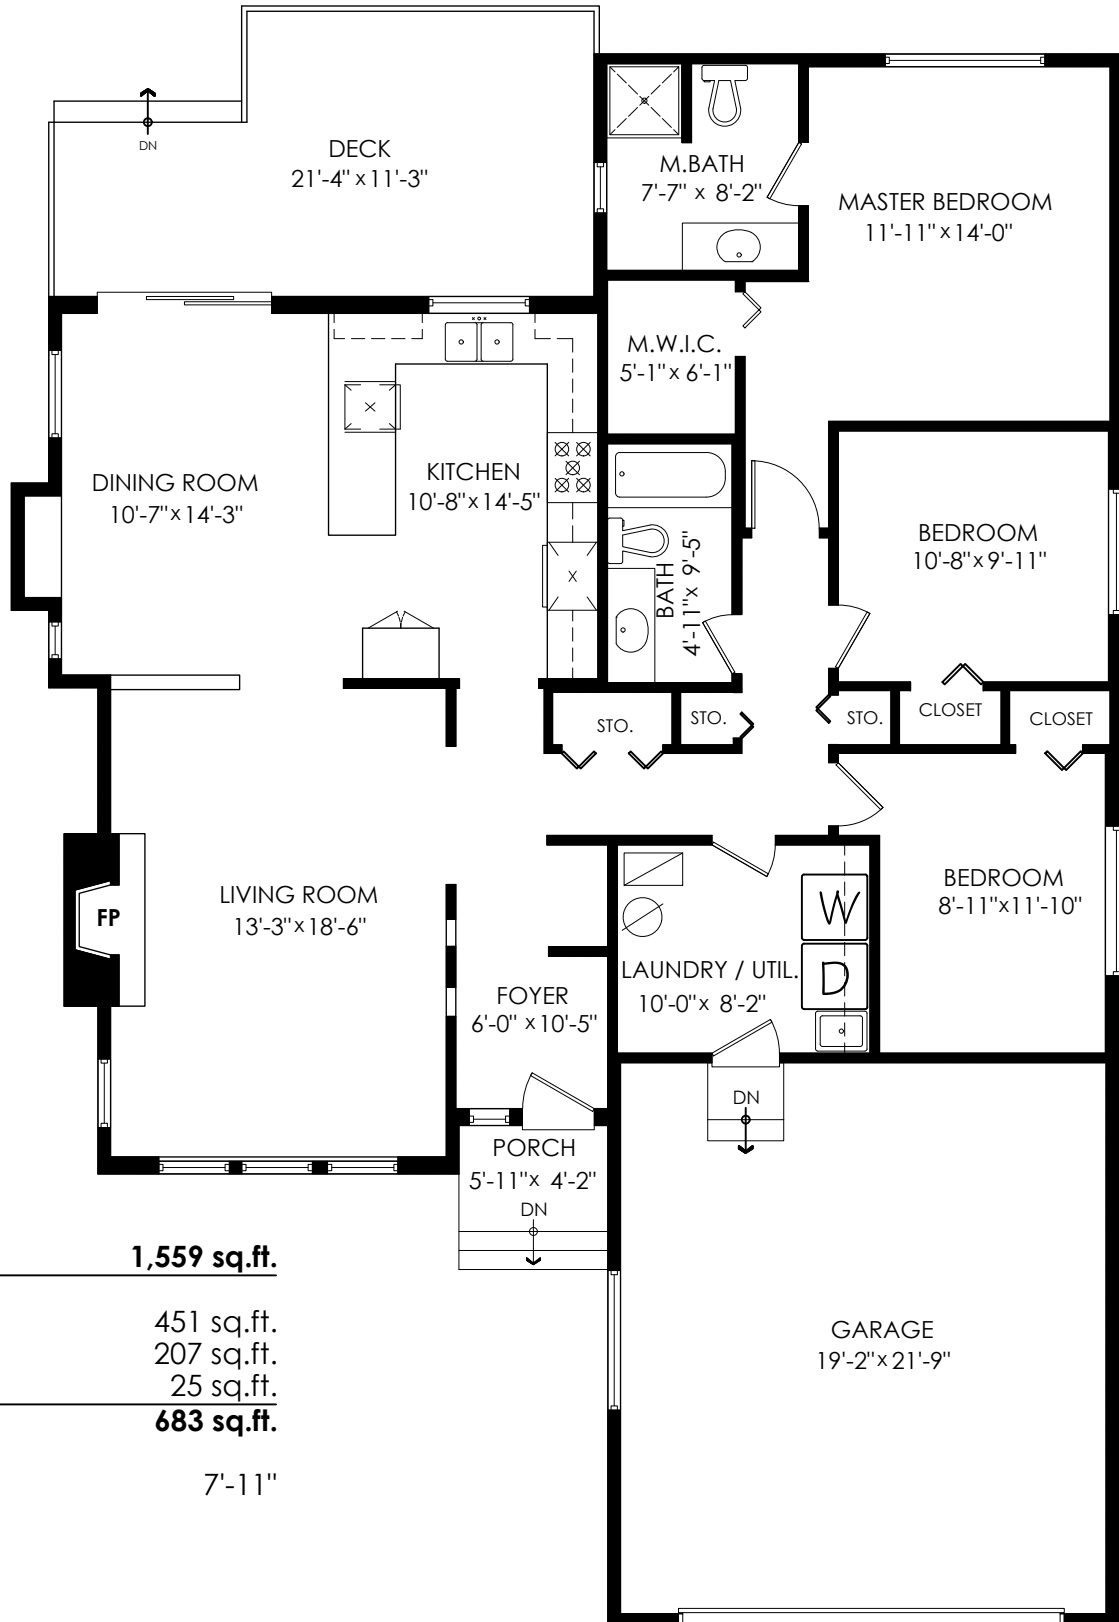 DN
DECK
21'-4" x 11'-3"
M.BATH
7'-7" x 8'-2"
MASTER BEDROOM
11'-11" x 14'-0"
M.W.I.C.
5'-1" x 6'-1"
DINING ROOM
10'-7" x 14'-3"
KITCHEN
10'-8" x 14'-5"
BATH
4'-11" x 9'-5"
BEDROOM
10'-8" x 9'-11"
STO.
STO.
STO.
CLOSET
CLOSET
FP
LIVING ROOM
13'-3" x 18'-6"
W
D
LAUNDRY / UTIL.
10'-0" x 8'-2"
BEDROOM
8'-11" x 11'-10"
FOYER
6'-0" x 10'-5"
DN
PORCH
5'-11" x 4'-2"
DN
GARAGE
19'-2" x 21'-9"
1,559 sq.ft.
451 sq.ft.
207 sq.ft.
25 sq.ft.
683 sq.ft.
7'-11"